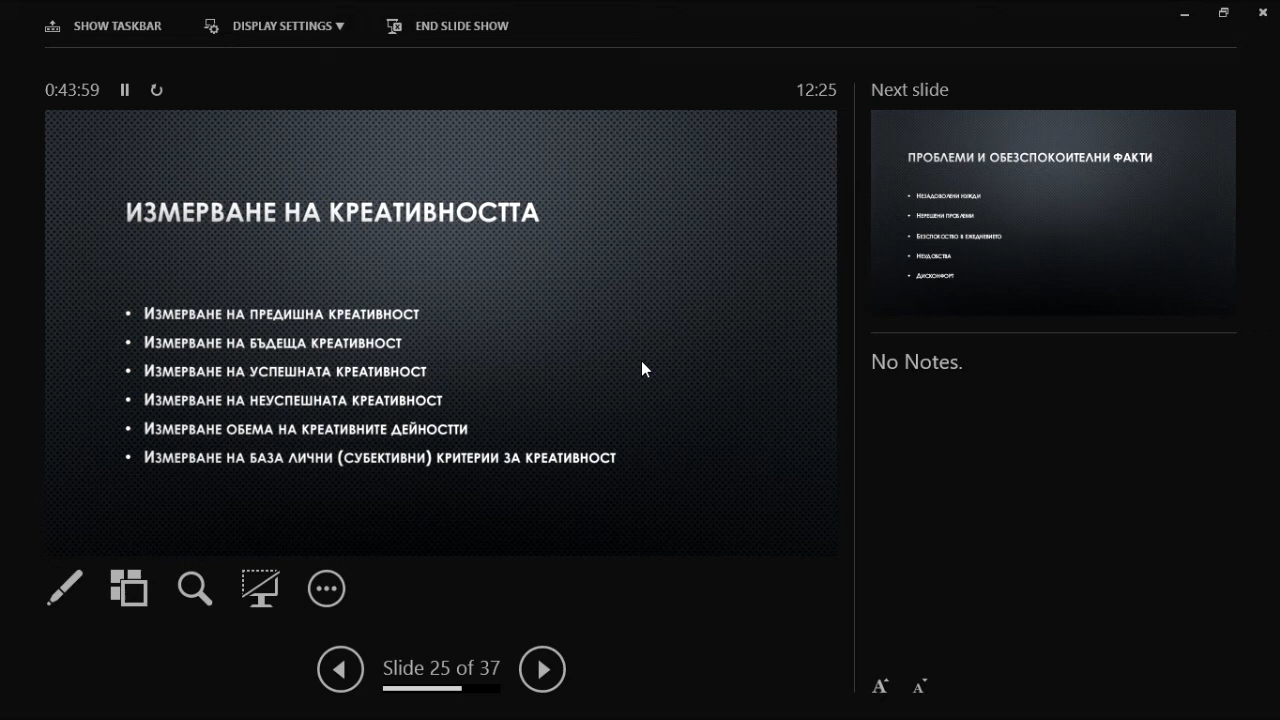 SHOW TASKBAR
DISPLAY SETTINGS ▼
END SLIDE SHOW
0:43:59
12:25
ИЗМЕРВАНЕ НА КРЕАТИВНОСТТА
• ИЗМЕРВАНЕ НА ПРЕДИШНА КРЕАТИВНОСТ
• ИЗМЕРВАНЕ НА БЪДЕЩА КРЕАТИВНОСТ
• ИЗМЕРВАНЕ НА УСПЕШНАТА КРЕАТИВНОСТ
• ИЗМЕРВАНЕ НА НЕУСПЕШНАТА КРЕАТИВНОСТ
• ИЗМЕРВАНЕ ОБЕМА НА КРЕАТИВНИТЕ ДЕЙНОСТТИ
• ИЗМЕРВАНЕ НА БАЗА ЛИЧНИ (СУБЕКТИВНИ) КРИТЕРИИ ЗА КРЕАТИВНОСТ
Slide 25 of 37
Next slide
ПРОБЛЕМИ И ОБЕЗСПОКОИТЕЛНИ ФАКТИ
• НЕЗАДОВОЛЕНИ НУЖДИ
• НЕРЕШЕНИ ПРОБЛЕМИ
• БЕЗСПОКОСТВО В ЕЖЕДНЕВИЕТО
• НЕУДОБСТВА
• ДИСКОМФОРТ
No Notes.
A A